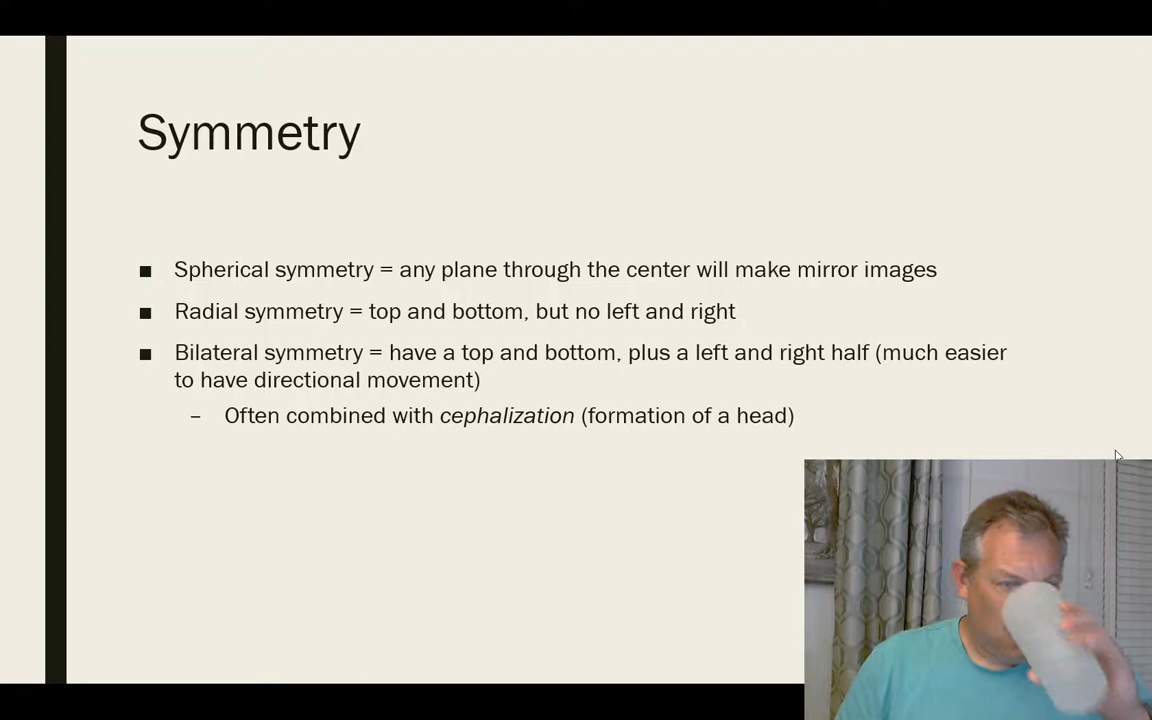 Symmetry
■ Spherical symmetry = any plane through the center will make mirror images
■ Radial symmetry = top and bottom, but no left and right
■ Bilateral symmetry = have a top and bottom, plus a left and right half (much easier
to have directional movement)
– Often combined with cephalization (formation of a head)